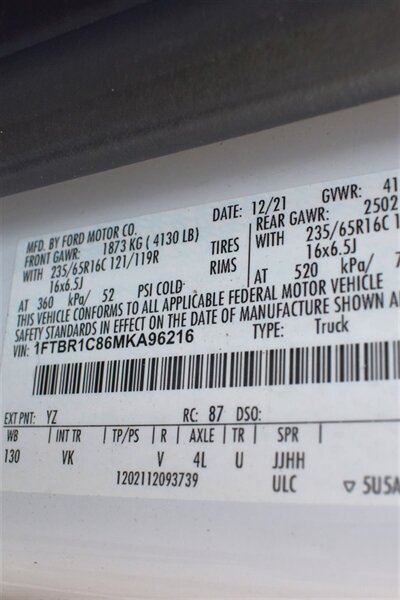 MFD. BY FORD MOTOR CO.
DATE: 12/21
GVWR: 41
FRONT GAWR: 1873 KG ( 4130 LB)
REAR GAWR: 2502
WITH 235/65R16C 121/119R
TIRES
WITH 235/65R16C 1
16x6.5J
RIMS
16x6.5J
AT 360 kPa/ 52 PSI COLD
AT 520 kPa/ 7
THIS VEHICLE CONFORMS TO ALL APPLICABLE FEDERAL MOTOR VEHICLE
SAFETY STANDARDS IN EFFECT ON THE DATE OF MANUFACTURE SHOWN A
VIN: 1FTBR1C86MKA96216
TYPE: Truck
EXT PNT: YZ
RC: 87 DSO:
WB | INT TR | TP/PS | R | AXLE | TR | SPR |
130 VK V 4L U JJHH
1202112093739 ULC ▽ 5U5A